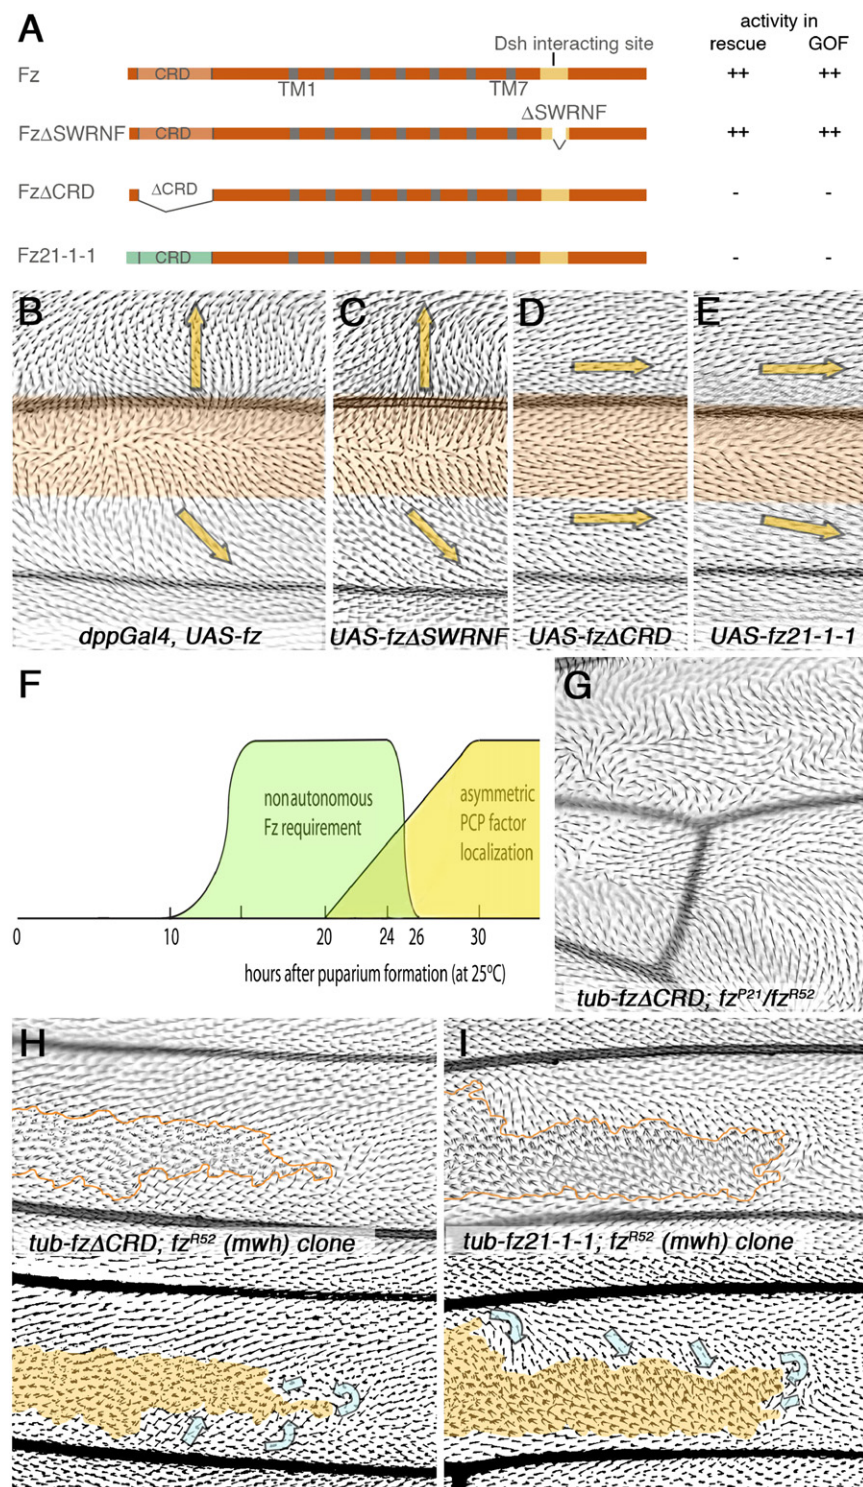 A
activity in
Dsh interacting site
rescue
GOF
Fz
CRD
++
++
TM1
TM7
ΔSWRNF
FzΔSWRNF
CRD
++
++
FzΔCRD
ΔCRD
-
-
Fz21-1-1
CRD
-
-
B
C
D
E
dppGal4, UAS-fz
UAS-fzΔSWRNF
UAS-fzΔCRD
UAS-fz21-1-1
F
nonautonomous
Fz requirement
asymmetric
PCP factor
localization
0
10
20
24
26
30
hours after puparium formation (at 25°C)
G
tub-fzΔCRD; fzP21/fzR52
H
tub-fzΔCRD, fzR52 (mwh) clone
I
tub-fz21-1-1; fzR52 (mwh) clone